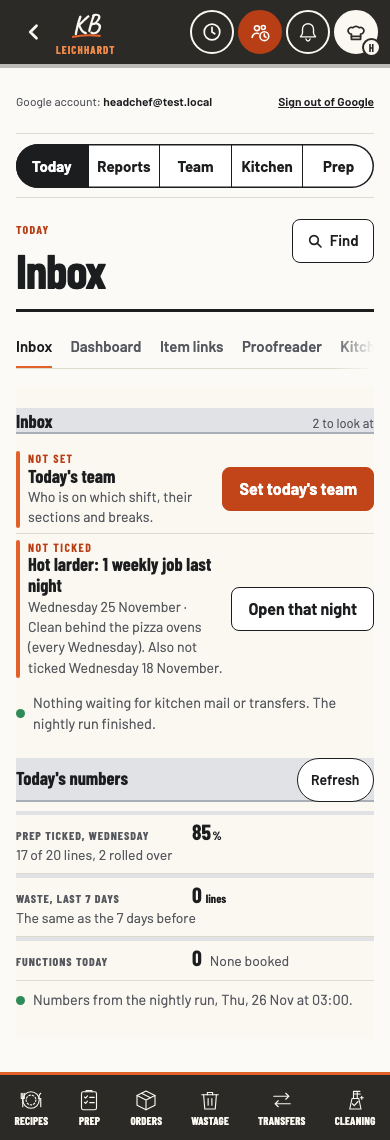 KB
LEICHHARDT
H
Google account: headchef@test.local
Sign out of Google
Today
Reports
Team
Kitchen
Prep
TODAY
Find
Inbox
Inbox
Dashboard
Item links
Proofreader
Kitch
Inbox
2 to look at
NOT SET
Today's team
Who is on which shift, their
sections and breaks.
Set today's team
NOT TICKED
Hot larder: 1 weekly job last
night
Wednesday 25 November ·
Clean behind the pizza ovens
(every Wednesday). Also not
ticked Wednesday 18 November.
Open that night
Nothing waiting for kitchen mail or transfers. The
nightly run finished.
Today's numbers
Refresh
PREP TICKED, WEDNESDAY
85%
17 of 20 lines, 2 rolled over
WASTE, LAST 7 DAYS
0 lines
The same as the 7 days before
FUNCTIONS TODAY
0 None booked
Numbers from the nightly run, Thu, 26 Nov at 03:00.
RECIPES
PREP
ORDERS
WASTAGE
TRANSFERS
CLEANING